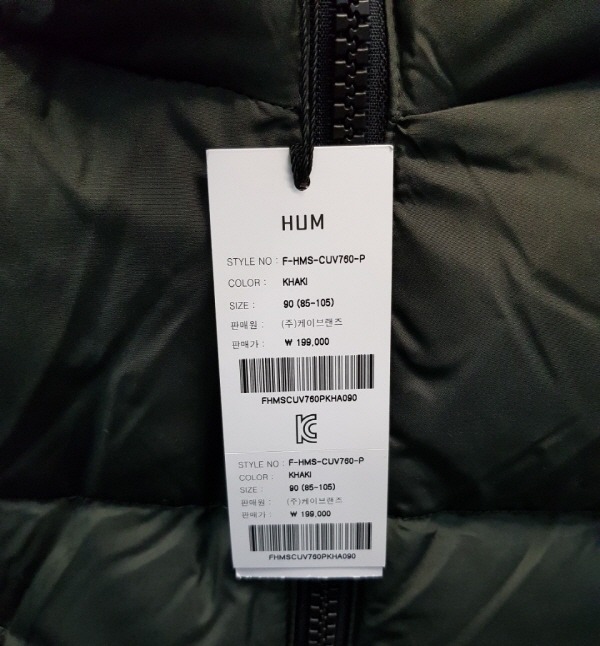 HUM
STYLE NO : F-HMS-CUV760-P
COLOR : KHAKI
SIZE : 90 (85-105)
판매원 : (주)케이브랜즈
판매가 : ₩ 199,000
FHMSCUV760PKHA090
KC
STYLE NO : F-HMS-CUV760-P
COLOR : KHAKI
SIZE : 90 (85-105)
판매원 : (주)케이브랜즈
판매가 : ₩ 199,000
FHMSCUV760PKHA090